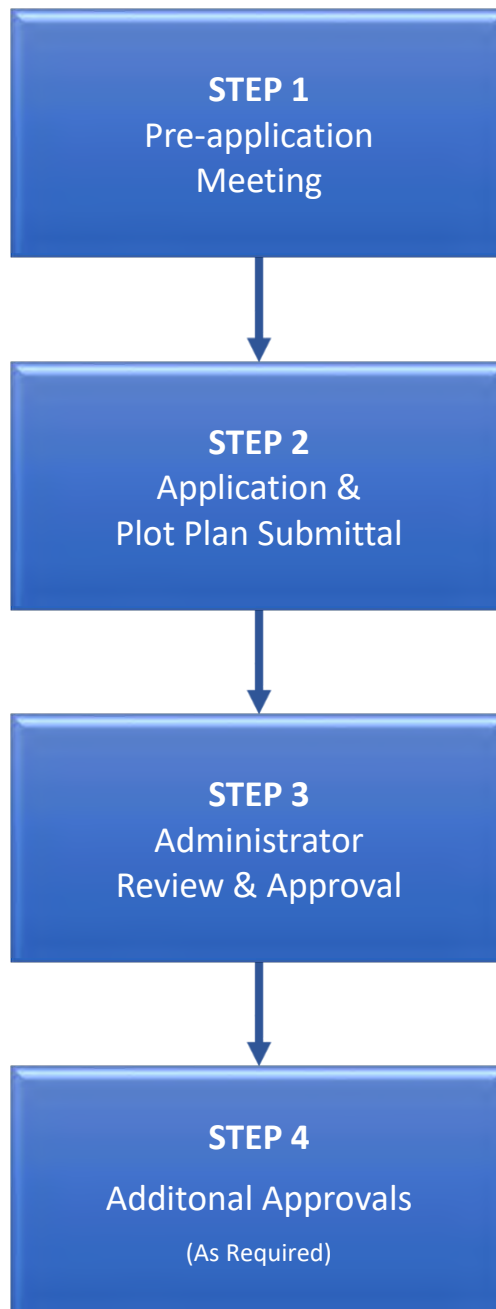 STEP 1
Pre-application
Meeting
STEP 2
Application &
Plot Plan Submittal
STEP 3
Administrator
Review & Approval
STEP 4
Additonal Approvals
(As Required)